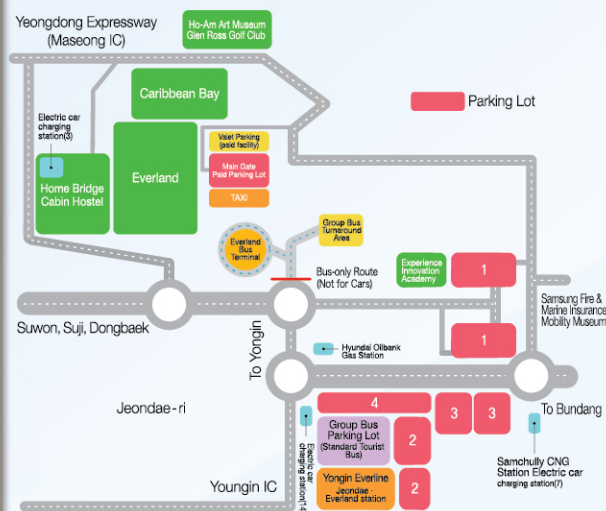 Yeongdong Expressway
(Maseong IC)
Ho-Am Art Museum
Glen Ross Golf Club
Caribbean Bay
Parking Lot
Electric car
charging
station(3)
Home Bridge
Cabin Hostel
Everland
Valet Parking
(paid facility)
Main Gate
Paid Parking Lot
TAXI
Everland
Bus
Terminal
Group Bus
Turnaround
Area
Bus-only Route
(Not for Cars)
Experience
Innovation
Academy
1
1
Samsung Fire &
Marine Insurance
Mobility Museum
Suwon, Suji, Dongbaek
To Yongin
Hyundai Oilbank
Gas Station
Jeondae-ri
4
3
3
To Bundang
Group Bus
Parking Lot
(Standard Tourist
Bus)
2
Electric car
charging station(14
Samchully CNG
Station Electric car
charging station(7)
Youngin IC
Yongin Everline
Jeondae·
Everland station
2